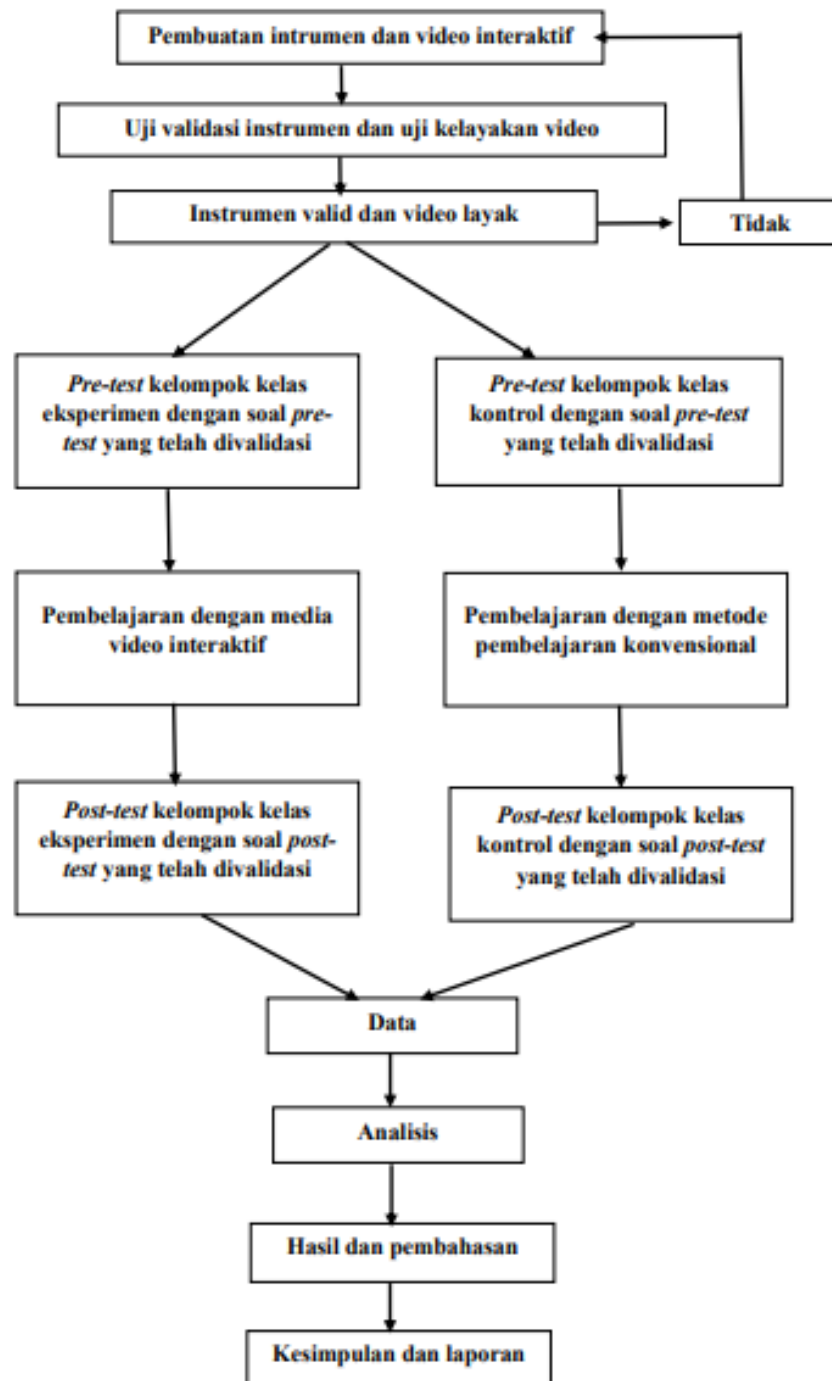 Pembuatan intrumen dan video interaktif
Uji validasi instrumen dan uji kelayakan video
Instrumen valid dan video layak
Tidak
Pre-test kelompok kelas
eksperimen dengan soal pre-
test yang telah divalidasi
Pre-test kelompok kelas
kontrol dengan soal pre-test
yang telah divalidasi
Pembelajaran dengan media
video interaktif
Pembelajaran dengan metode
pembelajaran konvensional
Post-test kelompok kelas
eksperimen dengan soal post-
test yang telah divalidasi
Post-test kelompok kelas
kontrol dengan soal post-test
yang telah divalidasi
Data
Analisis
Hasil dan pembahasan
Kesimpulan dan laporan